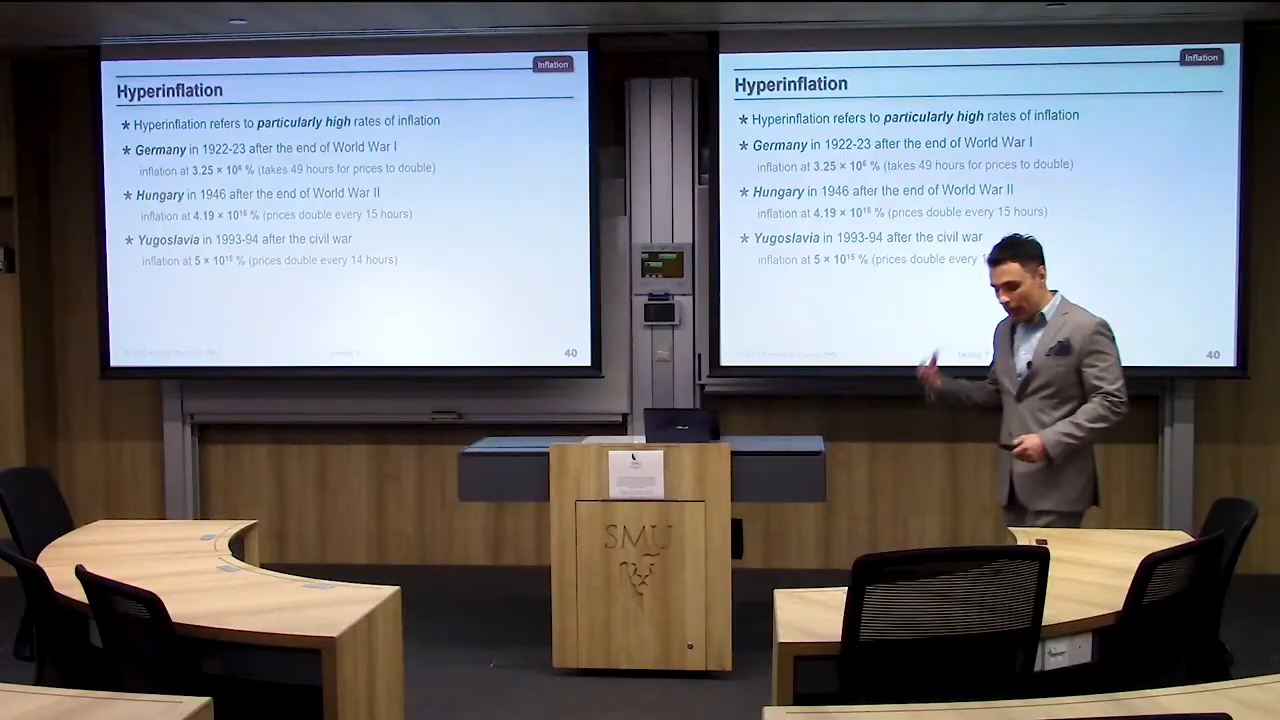 Inflation
Hyperinflation
* Hyperinflation refers to particularly high rates of inflation
* Germany in 1922-23 after the end of World War I
inflation at 3.25 × 10⁶ % (takes 49 hours for prices to double)
* Hungary in 1946 after the end of World War II
inflation at 4.19 × 10¹⁵ % (prices double every 15 hours)
* Yugoslavia in 1993-94 after the civil war
inflation at 5 × 10¹⁵ % (prices double every 14 hours)
40
Inflation
Hyperinflation
* Hyperinflation refers to particularly high rates of inflation
* Germany in 1922-23 after the end of World War I
inflation at 3.25 × 10⁶ % (takes 49 hours for prices to double)
* Hungary in 1946 after the end of World War II
inflation at 4.19 × 10¹⁵ % (prices double every 15 hours)
* Yugoslavia in 1993-94 after the civil war
inflation at 5 × 10¹⁵ % (prices double every
40
SMU